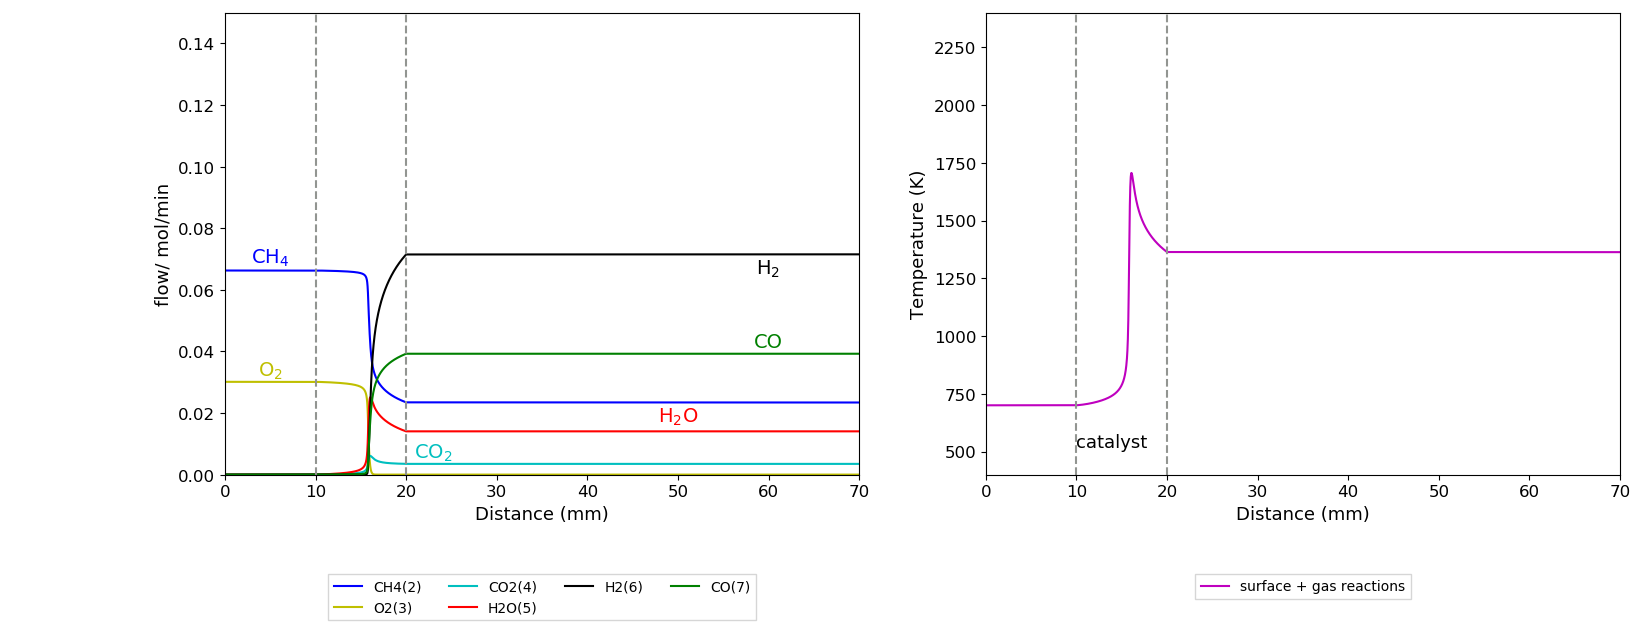 flow/ mol/min
0.14
0.12
0.10
0.08
0.06
0.04
0.02
0.00
CH4
O2
H2
CO
H2O
CO2
0 10 20 30 40 50 60 70
Distance (mm)
CH4(2) CO2(4) H2(6) CO(7)
O2(3) H2O(5)
Temperature (K)
2250
2000
1750
1500
1250
1000
750
500
catalyst
0 10 20 30 40 50 60 70
Distance (mm)
surface + gas reactions